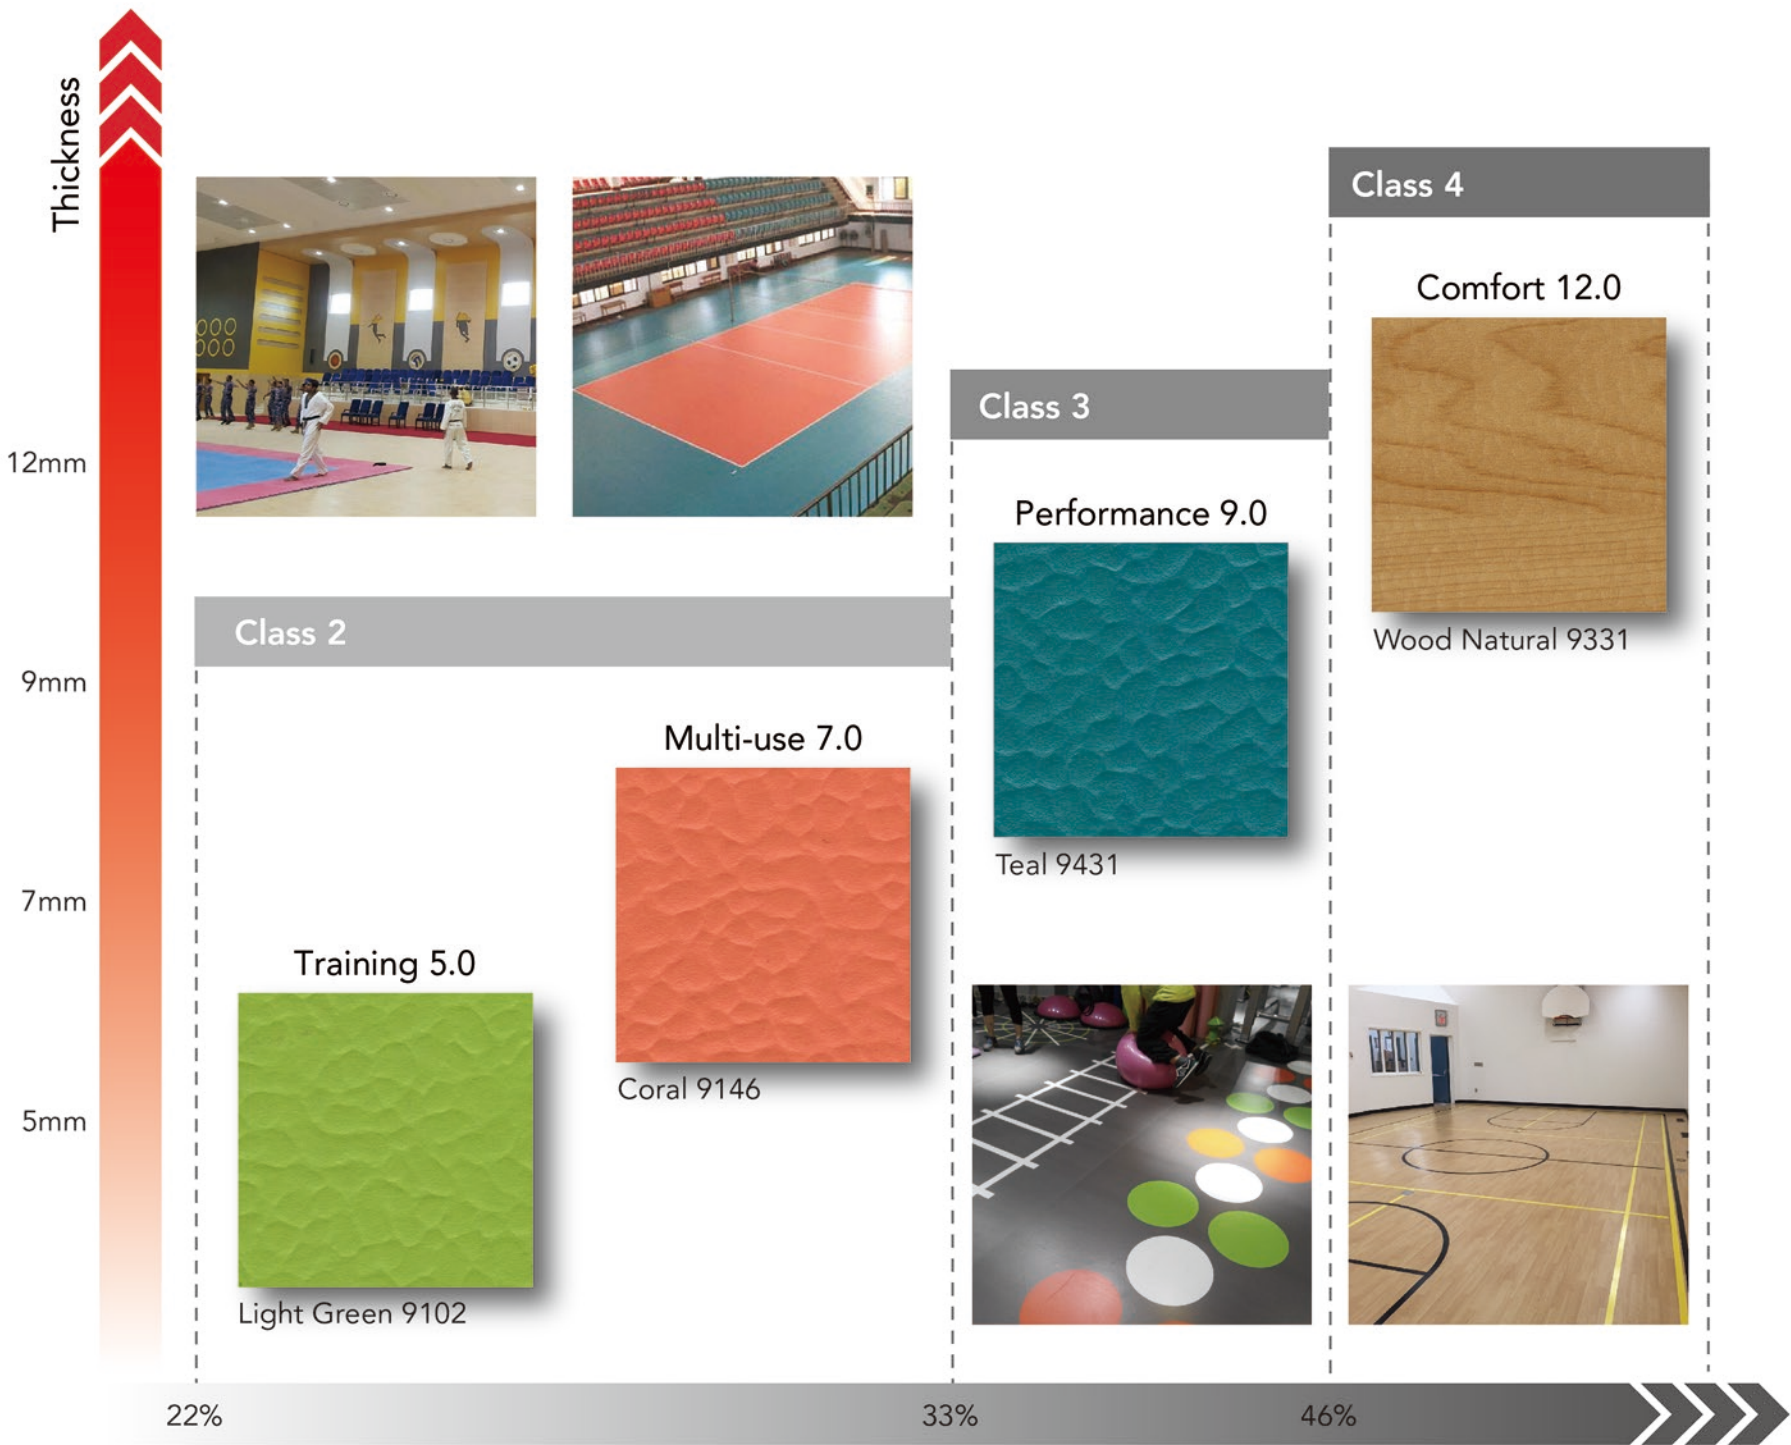 Thickness
12mm
9mm
7mm
5mm
Class 4
Comfort 12.0
Wood Natural 9331
Class 3
Performance 9.0
Teal 9431
Class 2
Multi-use 7.0
Coral 9146
Training 5.0
Light Green 9102
22%
33%
46%